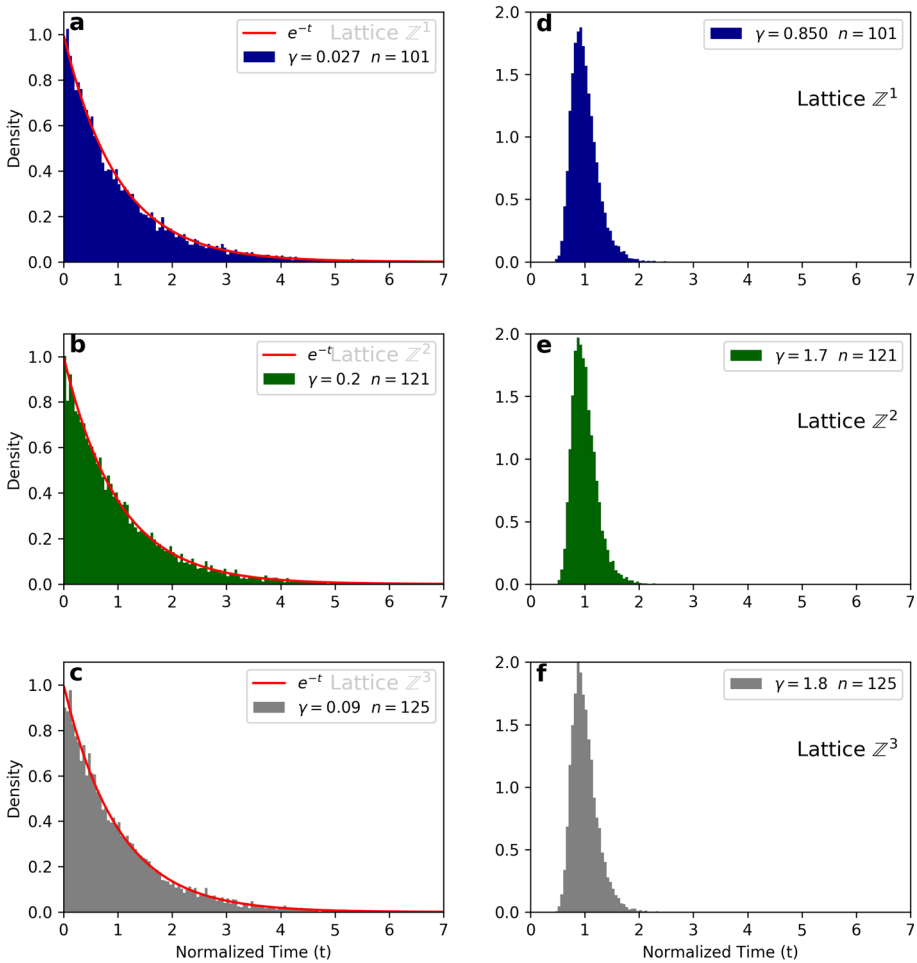 a
Lattice ℤ¹
e⁻ᵗ
γ = 0.027 n = 101
Density
1.0
0.8
0.6
0.4
0.2
0.0
0 1 2 3 4 5 6 7
d
γ = 0.850 n = 101
Lattice ℤ¹
2.0
1.5
1.0
0.5
0.0
0 1 2 3 4 5 6 7
b
Lattice ℤ²
e⁻ᵗ
γ = 0.2 n = 121
Density
1.0
0.8
0.6
0.4
0.2
0.0
0 1 2 3 4 5 6 7
e
γ = 1.7 n = 121
Lattice ℤ²
2.0
1.5
1.0
0.5
0.0
0 1 2 3 4 5 6 7
c
Lattice ℤ³
e⁻ᵗ
γ = 0.09 n = 125
Density
1.0
0.8
0.6
0.4
0.2
0.0
0 1 2 3 4 5 6 7
Normalized Time (t)
f
γ = 1.8 n = 125
Lattice ℤ³
2.0
1.5
1.0
0.5
0.0
0 1 2 3 4 5 6 7
Normalized Time (t)